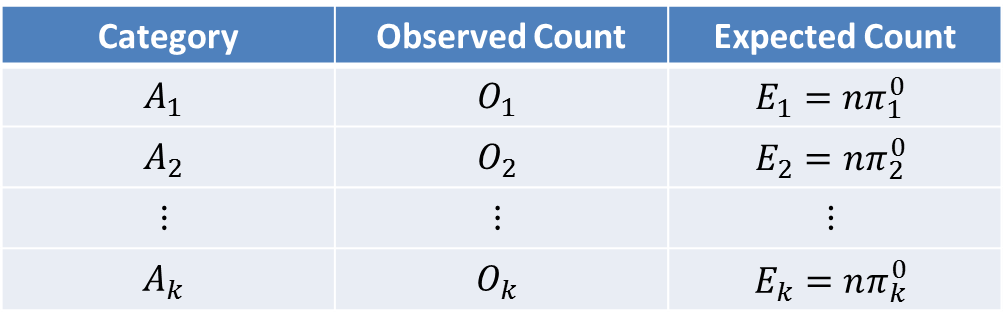 Category Observed Count Expected Count
A₁ O₁ E₁ = nπ₁⁰
A₂ O₂ E₂ = nπ₂⁰
⋮ ⋮ ⋮
Aₖ Oₖ Eₖ = nπₖ⁰